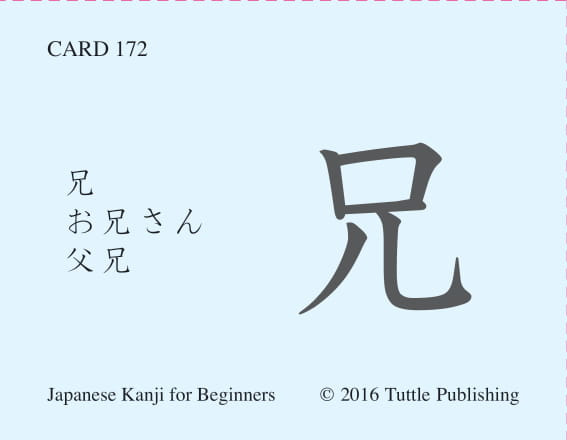 CARD 172
兄
お兄さん
父兄
兄
Japanese Kanji for Beginners
© 2016 Tuttle Publishing